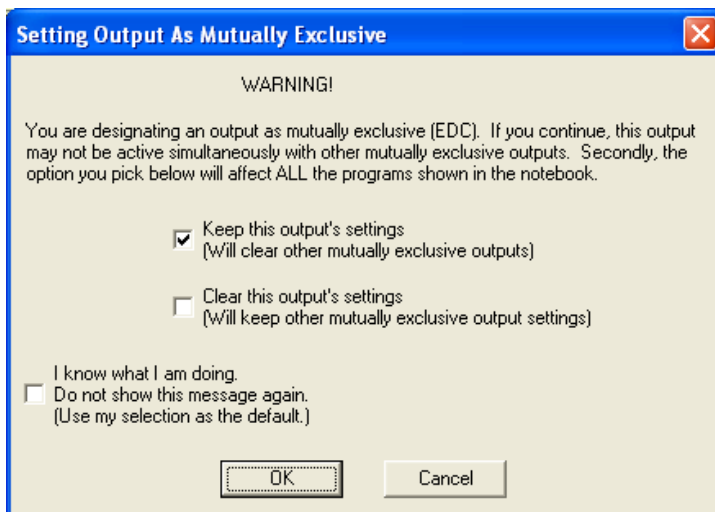 Setting Output As Mutually Exclusive
WARNING!
You are designating an output as mutually exclusive (EDC).  If you continue, this output
may not be active simultaneously with other mutually exclusive outputs.  Secondly, the
option you pick below will affect ALL the programs shown in the notebook.
Keep this output's settings
(Will clear other mutually exclusive outputs)
Clear this output's settings
(Will keep other mutually exclusive output settings)
I know what I am doing.
Do not show this message again.
(Use my selection as the default.)
OK
Cancel